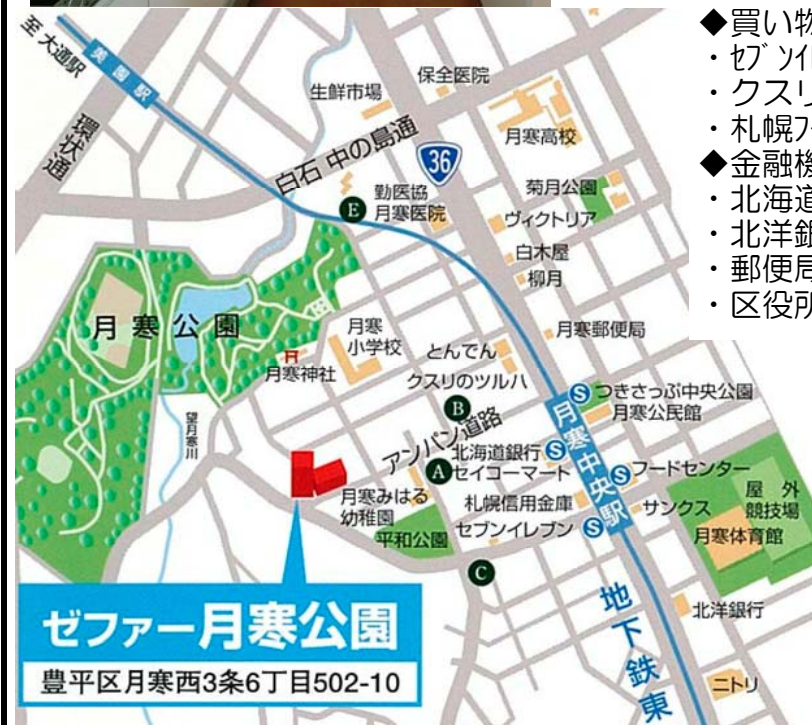 至 大通駅
美園駅
環状通
生鮮市場
保全医院
白石 中の島通
36
月寒高校
菊月公園
勤医協
月寒医院
E
ヴィクトリア
白木屋
柳月
月寒公園
月寒
小学校
月寒神社
望月寒川
とんでん
クスリのツルハ
月寒郵便局
B
アンパン道路
S
つきさっぷ中央公園
月寒公民館
北海道銀行
S
A
セイコーマート
月寒中央駅
S
フードセンター
月寒みはる
幼稚園
札幌信用金庫
サンクス
屋外
競技場
平和公園
セブンイレブン
S
月寒体育館
C
地下鉄東
北洋銀行
ニトリ
ゼファー月寒公園
豊平区月寒西3条6丁目502-10
◆買い物
・ｾﾌﾞﾝｲ
・クスリ
・札幌ﾌ
◆金融機
・北海道
・北洋銀
・郵便局
・区役所